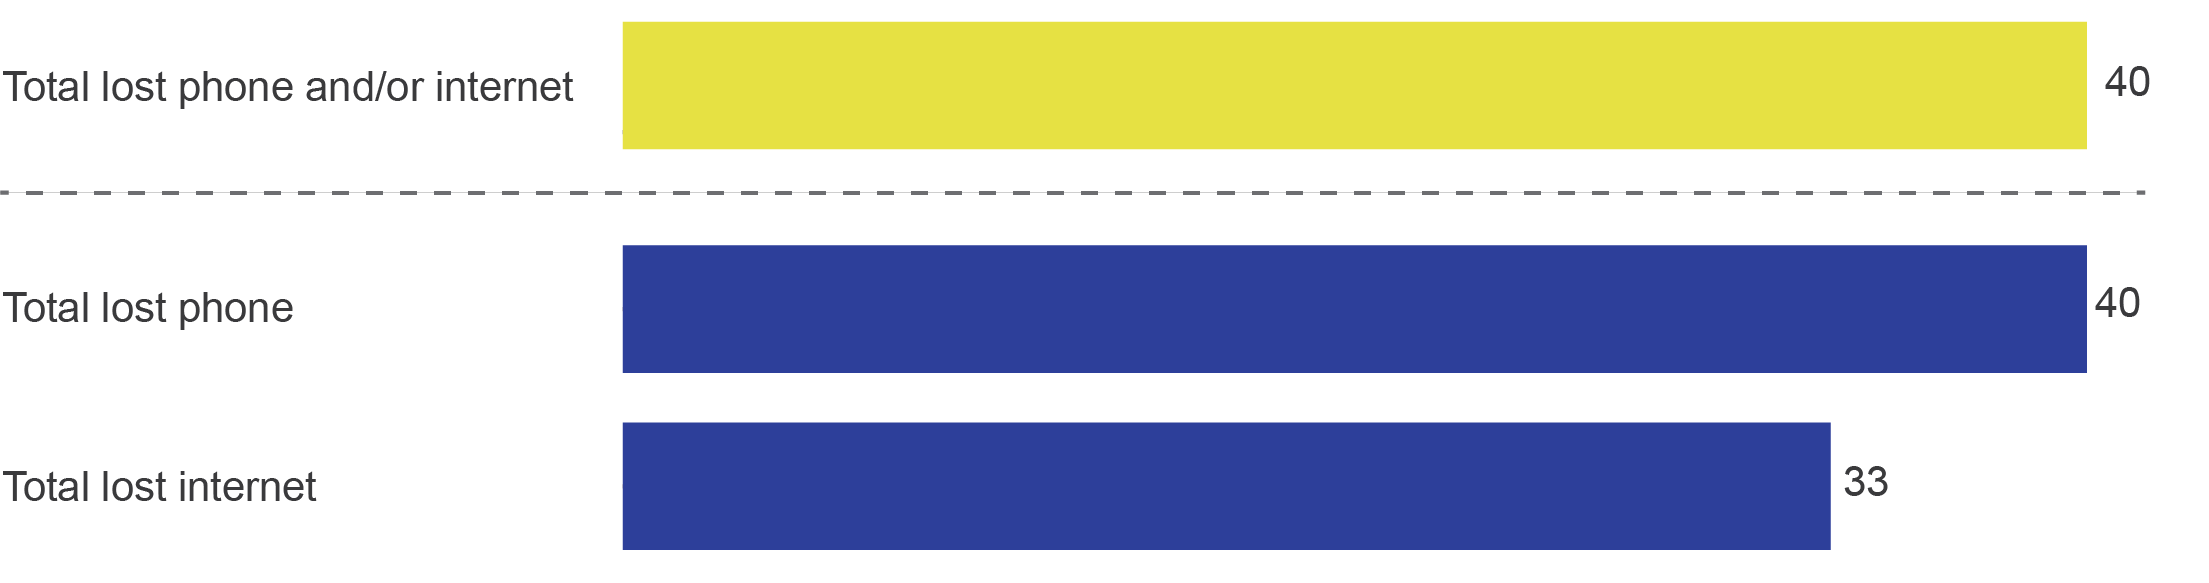 Total lost phone and/or internet 40
Total lost phone 40
Total lost internet 33